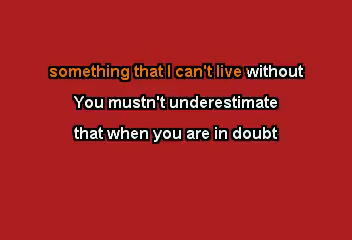 something that I can't live without
You mustn't underestimate
that when you are in doubt